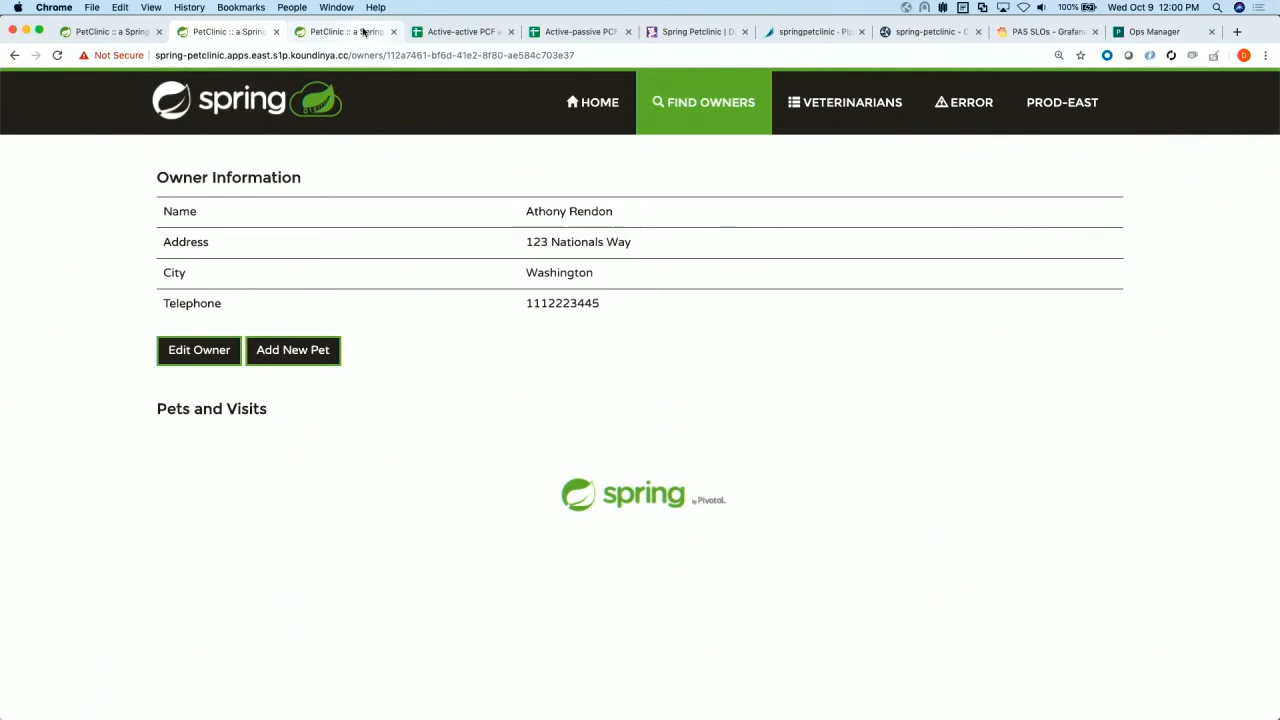 Chrome File Edit View History Bookmarks People Window Help 100% Wed Oct 9 12:00 PM
PetClinic :: a Spring PetClinic :: a Spring PetClinic :: a Spring Active-active PCF Active-passive PCF Spring Petclinic | D springpetclinic - Pip spring-petclinic - C PAS SLOs - Grafana Ops Manager
Not Secure spring-petclinic.apps.east.s1p.koundinya.cc/owners/112a7461-bf6d-41e2-8f80-ae584c703e37 D
spring HOME FIND OWNERS VETERINARIANS ERROR PROD-EAST
Owner Information
Name Athony Rendon
Address 123 Nationals Way
City Washington
Telephone 1112223445
Edit Owner Add New Pet
Pets and Visits
spring by Pivotal.